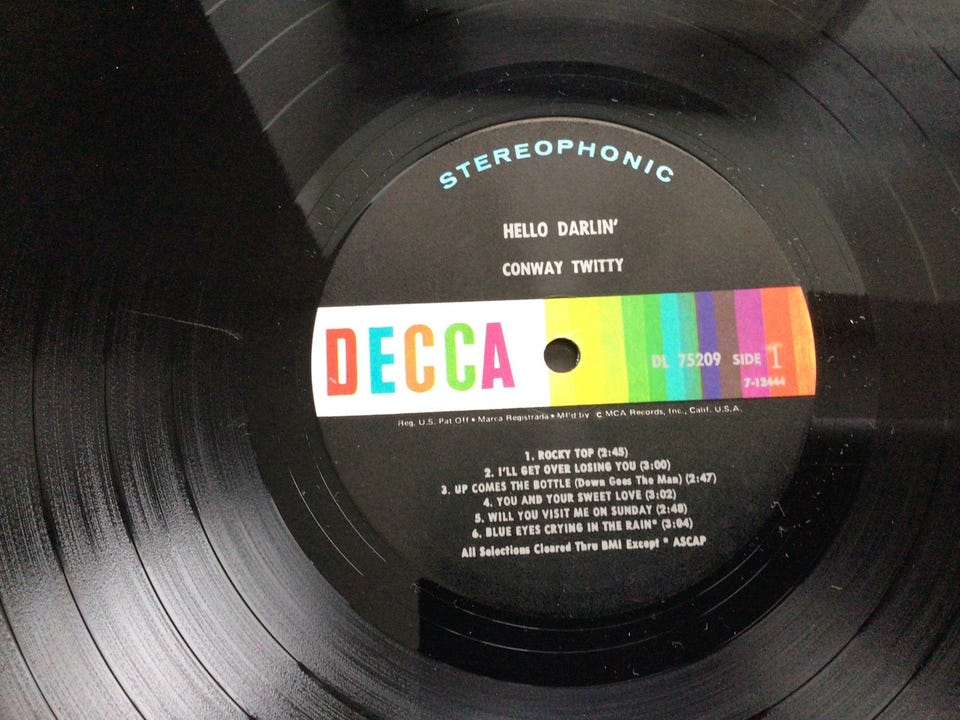 STEREOPHONIC
HELLO DARLIN'
CONWAY TWITTY
DECCA
DL 75209 SIDE 1
7-12444
Reg. U.S. Pat Off • Marca Registrada • Mf'd by © MCA Records, Inc., Calif. U.S.A.
1. ROCKY TOP (2:45)
2. I'LL GET OVER LOSING YOU (3:00)
3. UP COMES THE BOTTLE (Down Goes The Man) (2:47)
4. YOU AND YOUR SWEET LOVE (3:02)
5. WILL YOU VISIT ME ON SUNDAY (2:48)
6. BLUE EYES CRYING IN THE RAIN* (3:04)
All Selections Cleared Thru BMI Except * ASCAP